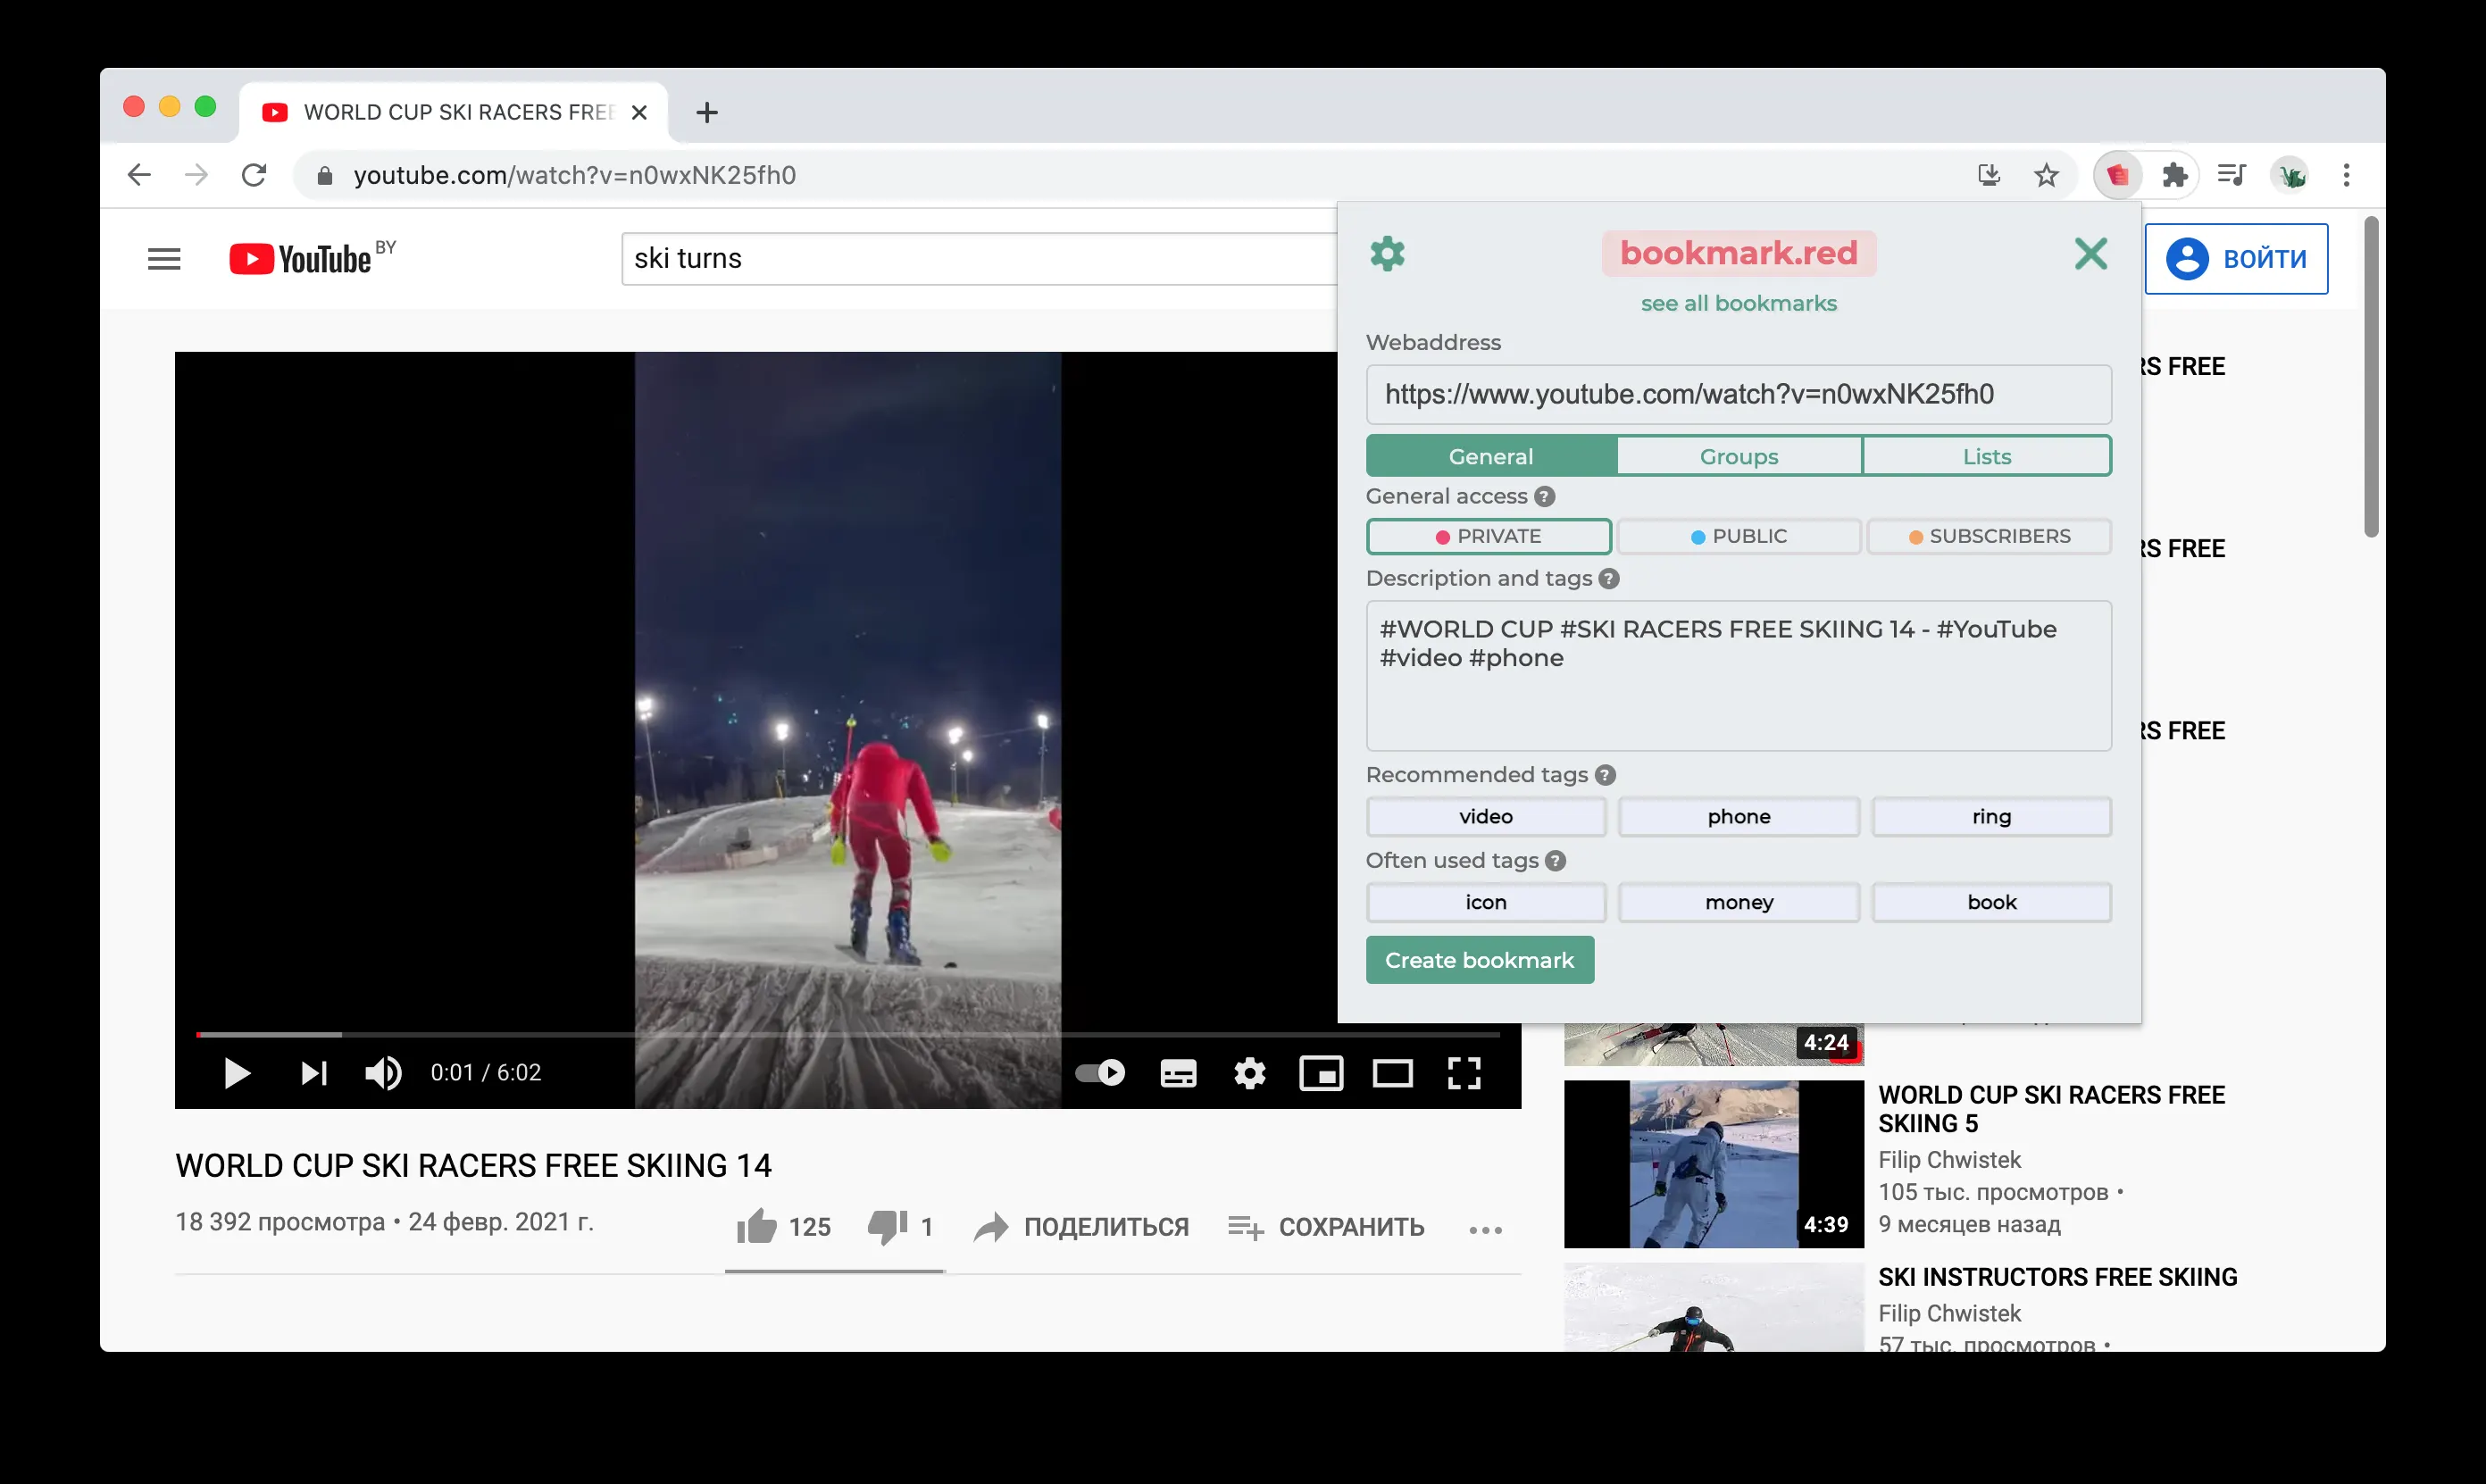 WORLD CUP SKI RACERS FREE
youtube.com/watch?v=n0wxNK25fh0
YouTube BY
ski turns
ВОЙТИ
bookmark.red
see all bookmarks
Webaddress
https://www.youtube.com/watch?v=n0wxNK25fh0
General Groups Lists
General access ?
PRIVATE PUBLIC SUBSCRIBERS
Description and tags ?
#WORLD CUP #SKI RACERS FREE SKIING 14 - #YouTube
#video #phone
Recommended tags ?
video phone ring
Often used tags ?
icon money book
Create bookmark
RS FREE
RS FREE
RS FREE
0:01 / 6:02
4:24
WORLD CUP SKI RACERS FREE SKIING 14
18 392 просмотра • 24 февр. 2021 г.
125 1 ПОДЕЛИТЬСЯ СОХРАНИТЬ
4:39
WORLD CUP SKI RACERS FREE
SKIING 5
Filip Chwistek
105 тыс. просмотров •
9 месяцев назад
SKI INSTRUCTORS FREE SKIING
Filip Chwistek
57 тыс. просмотров •